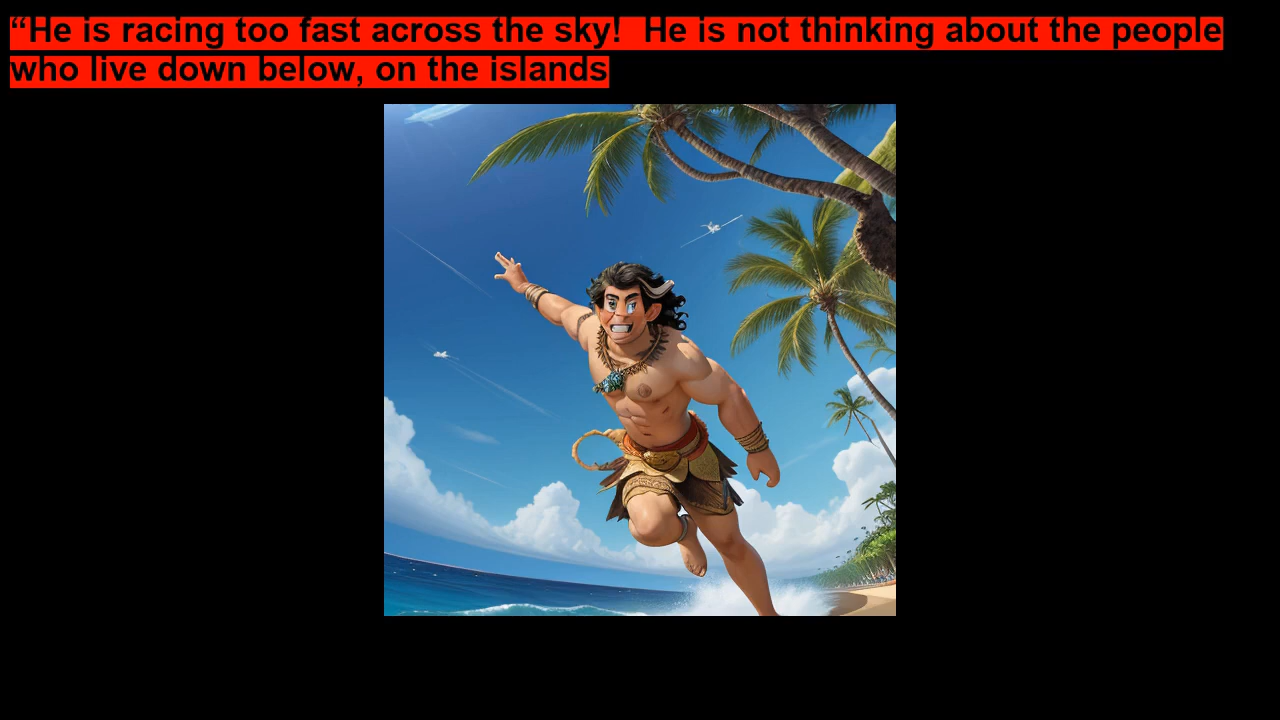 “He is racing too fast across the sky!  He is not thinking about the people
who live down below, on the islands